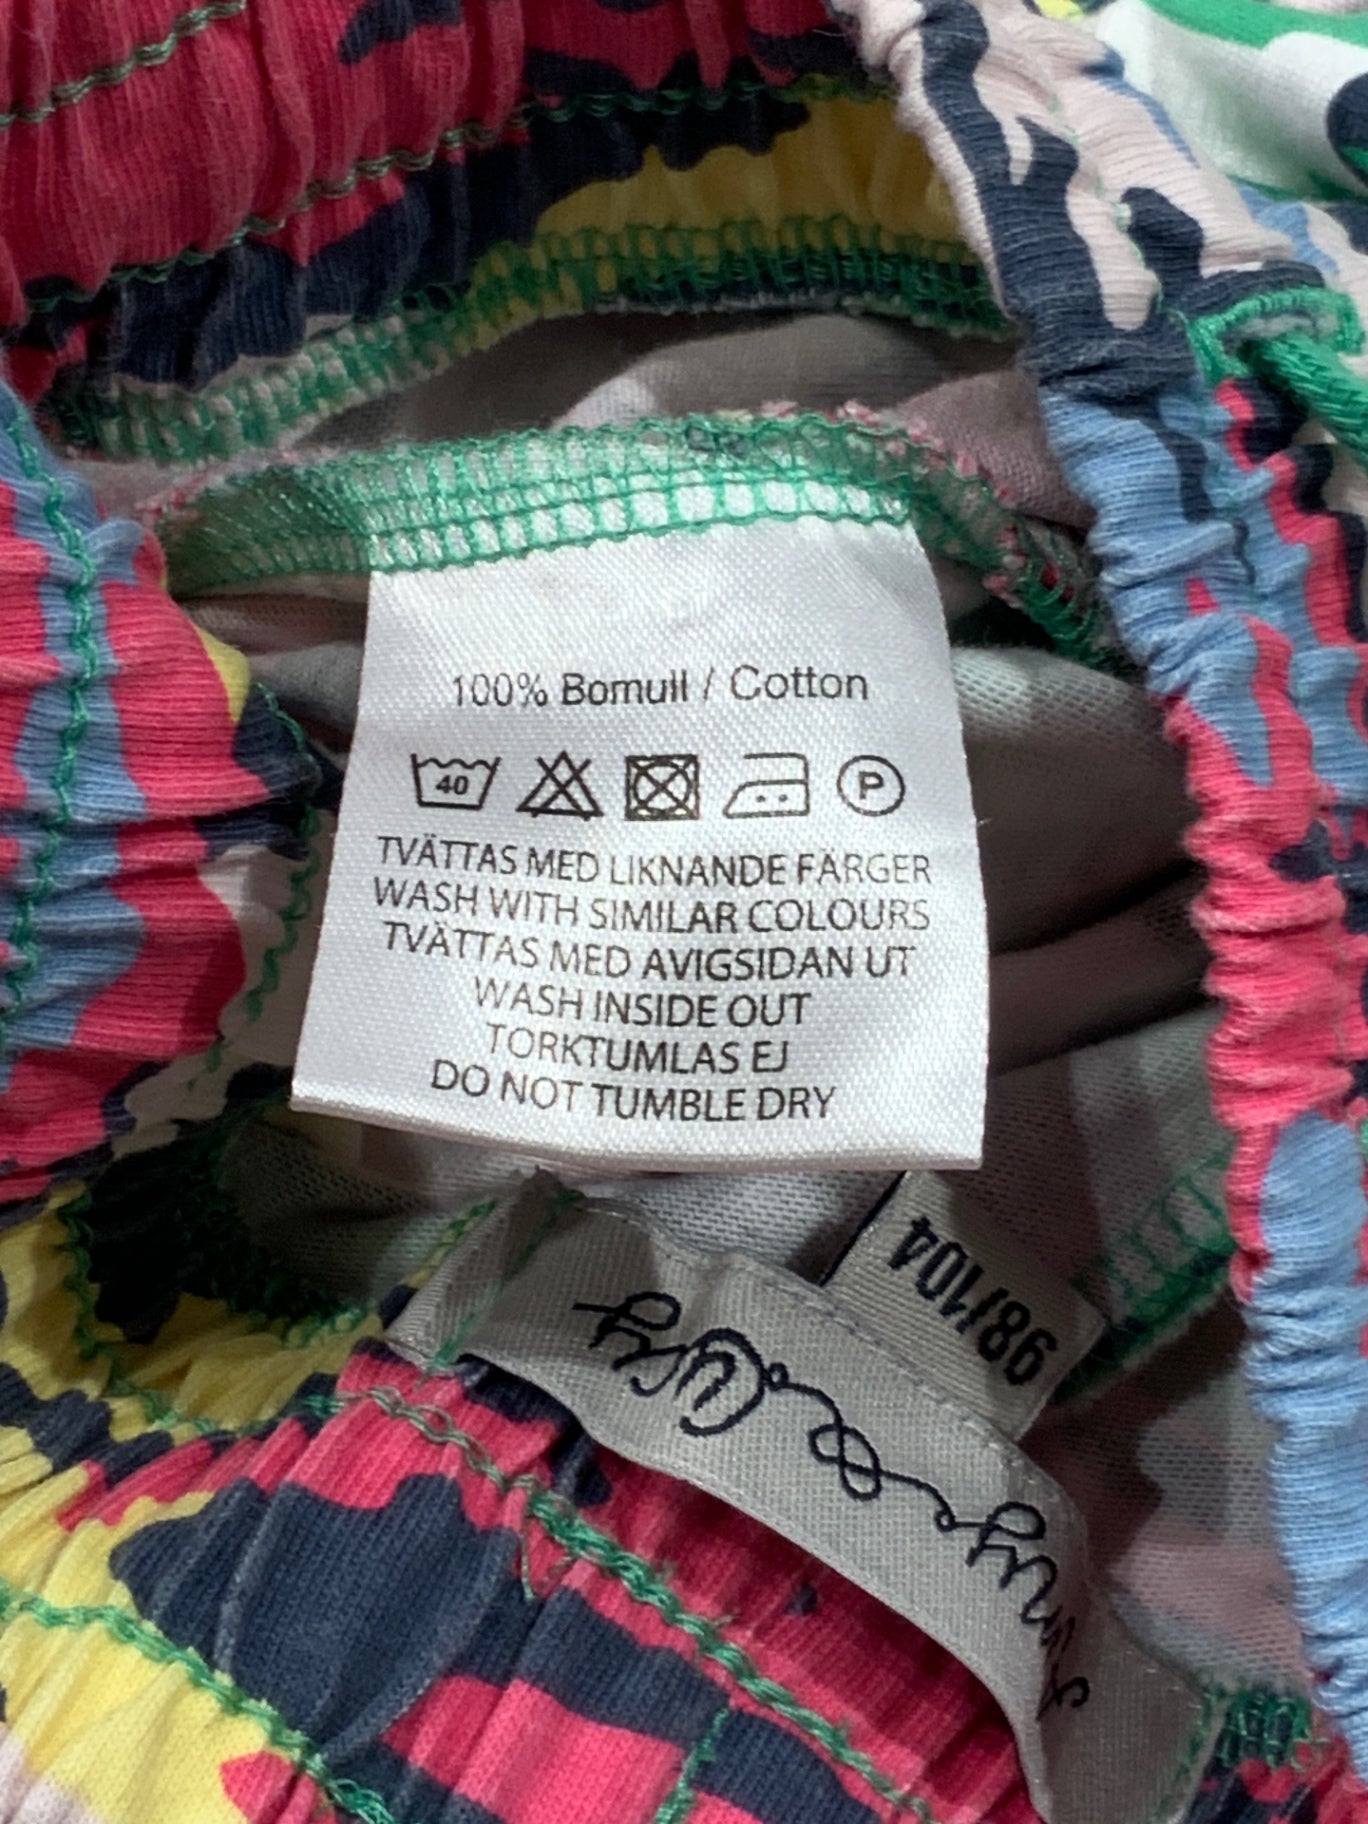 100% Bomull / Cotton
40 P
TVÄTTAS MED LIKNANDE FÄRGER
WASH WITH SIMILAR COLOURS
TVÄTTAS MED AVIGSIDAN UT
WASH INSIDE OUT
TORKTUMLAS EJ
DO NOT TUMBLE DRY
98/104